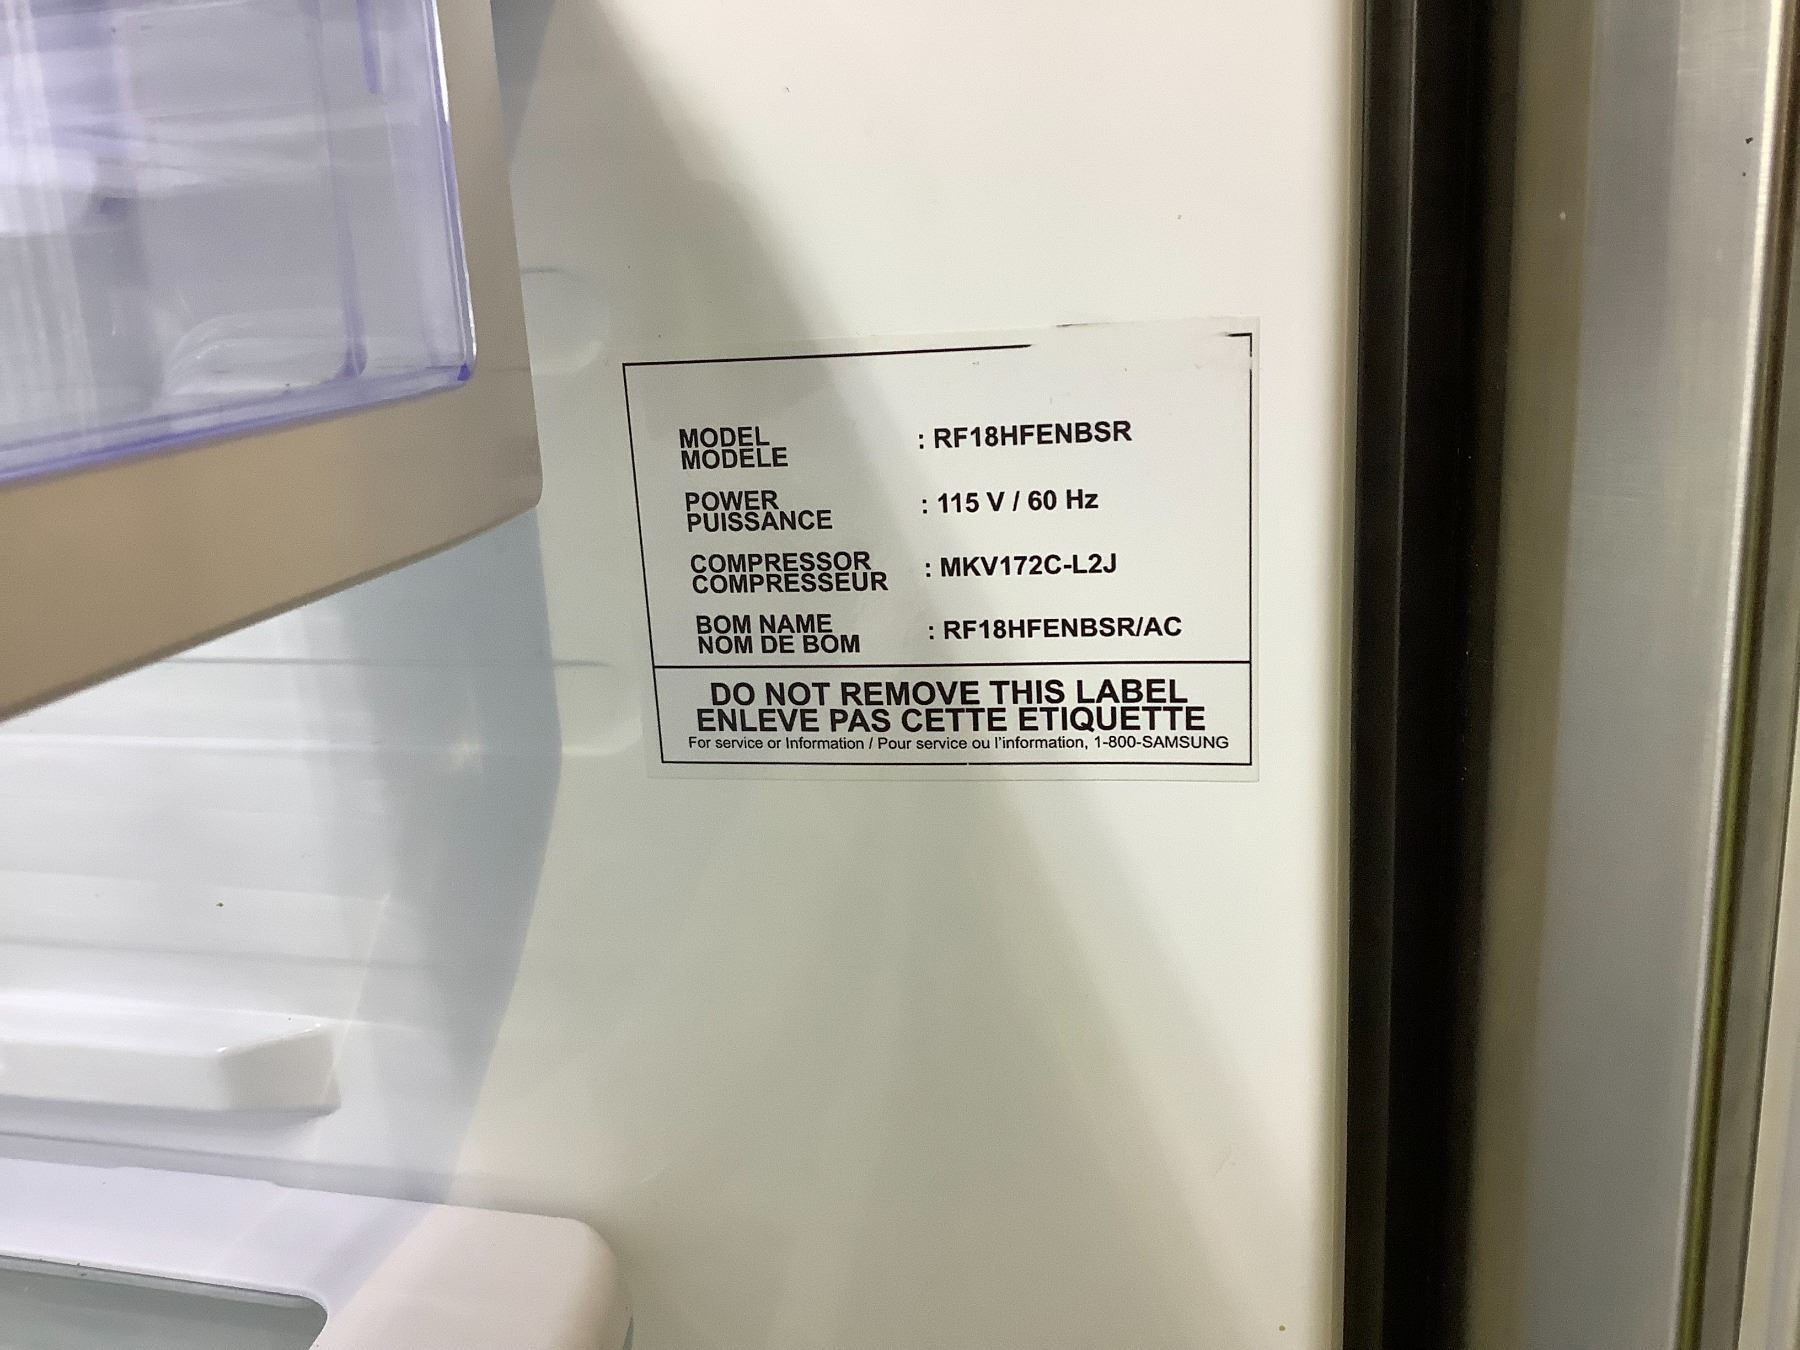 MODEL : RF18HFENBSR
MODELE
POWER : 115 V / 60 Hz
PUISSANCE
COMPRESSOR : MKV172C-L2J
COMPRESSEUR
BOM NAME : RF18HFENBSR/AC
NOM DE BOM
DO NOT REMOVE THIS LABEL
ENLEVE PAS CETTE ETIQUETTE
For service or Information / Pour service ou l'information, 1-800-SAMSUNG